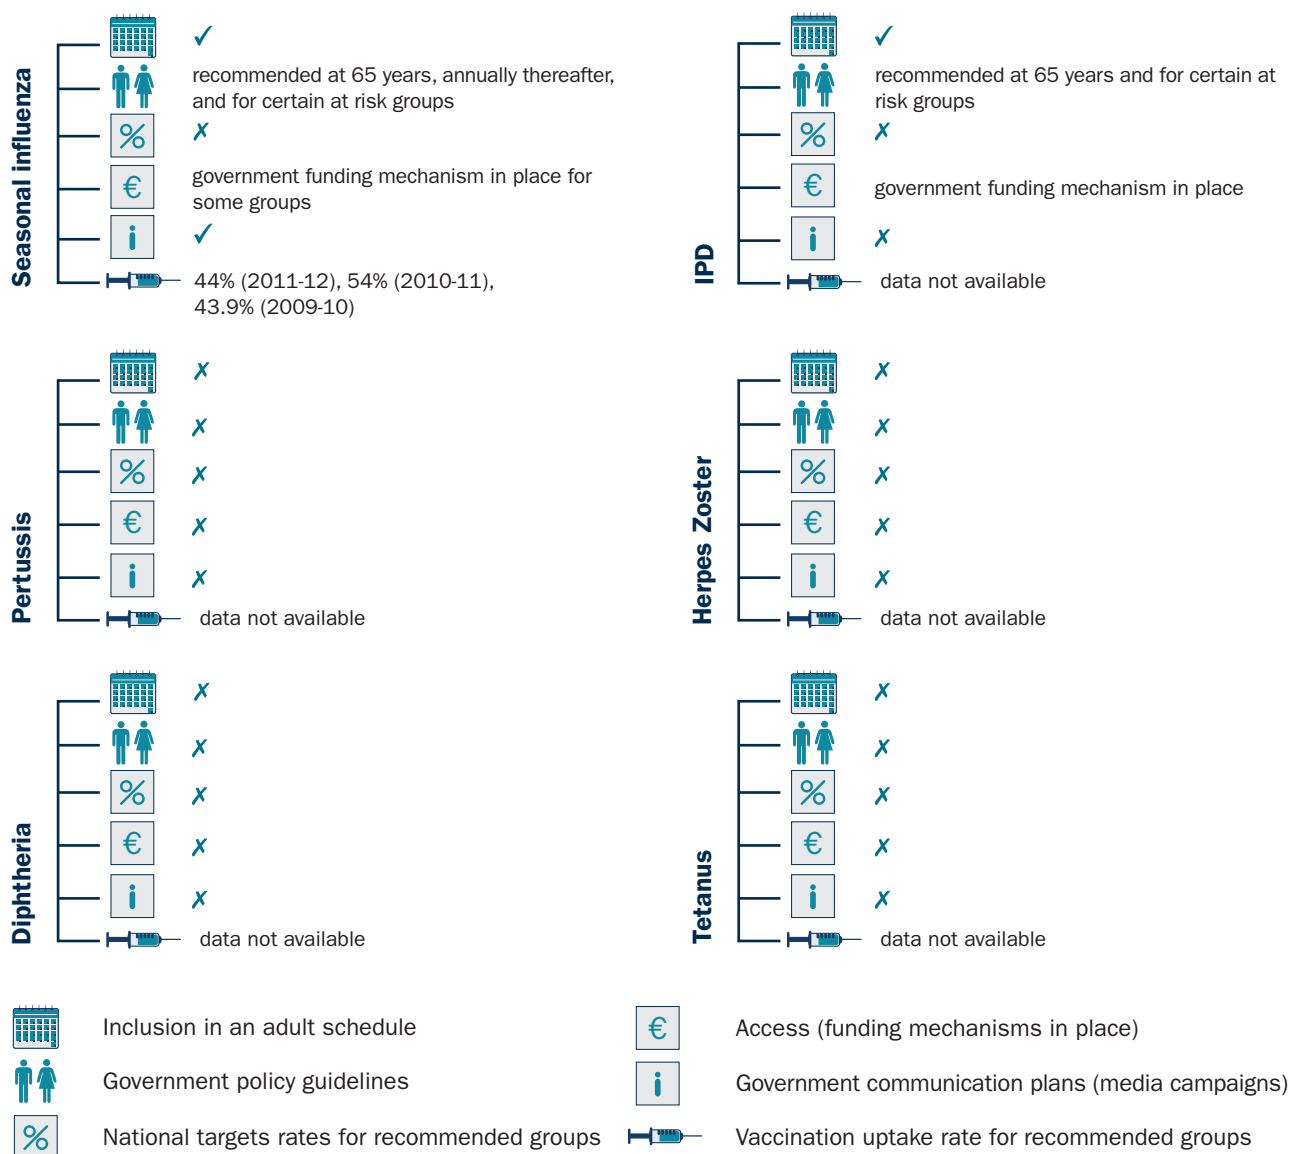 Seasonal influenza
✓
recommended at 65 years, annually thereafter,
and for certain at risk groups
%
✗
€
government funding mechanism in place for
some groups
i
✓
44% (2011-12), 54% (2010-11),
43.9% (2009-10)
IPD
✓
recommended at 65 years and for certain at
risk groups
%
✗
€
government funding mechanism in place
i
✗
data not available
Pertussis
✗
✗
%
✗
€
✗
i
✗
data not available
Herpes Zoster
✗
✗
%
✗
€
✗
i
✗
data not available
Diphtheria
✗
✗
%
✗
€
✗
i
✗
data not available
Tetanus
✗
✗
%
✗
€
✗
i
✗
data not available
Inclusion in an adult schedule
Government policy guidelines
%
National targets rates for recommended groups
€
Access (funding mechanisms in place)
i
Government communication plans (media campaigns)
Vaccination uptake rate for recommended groups